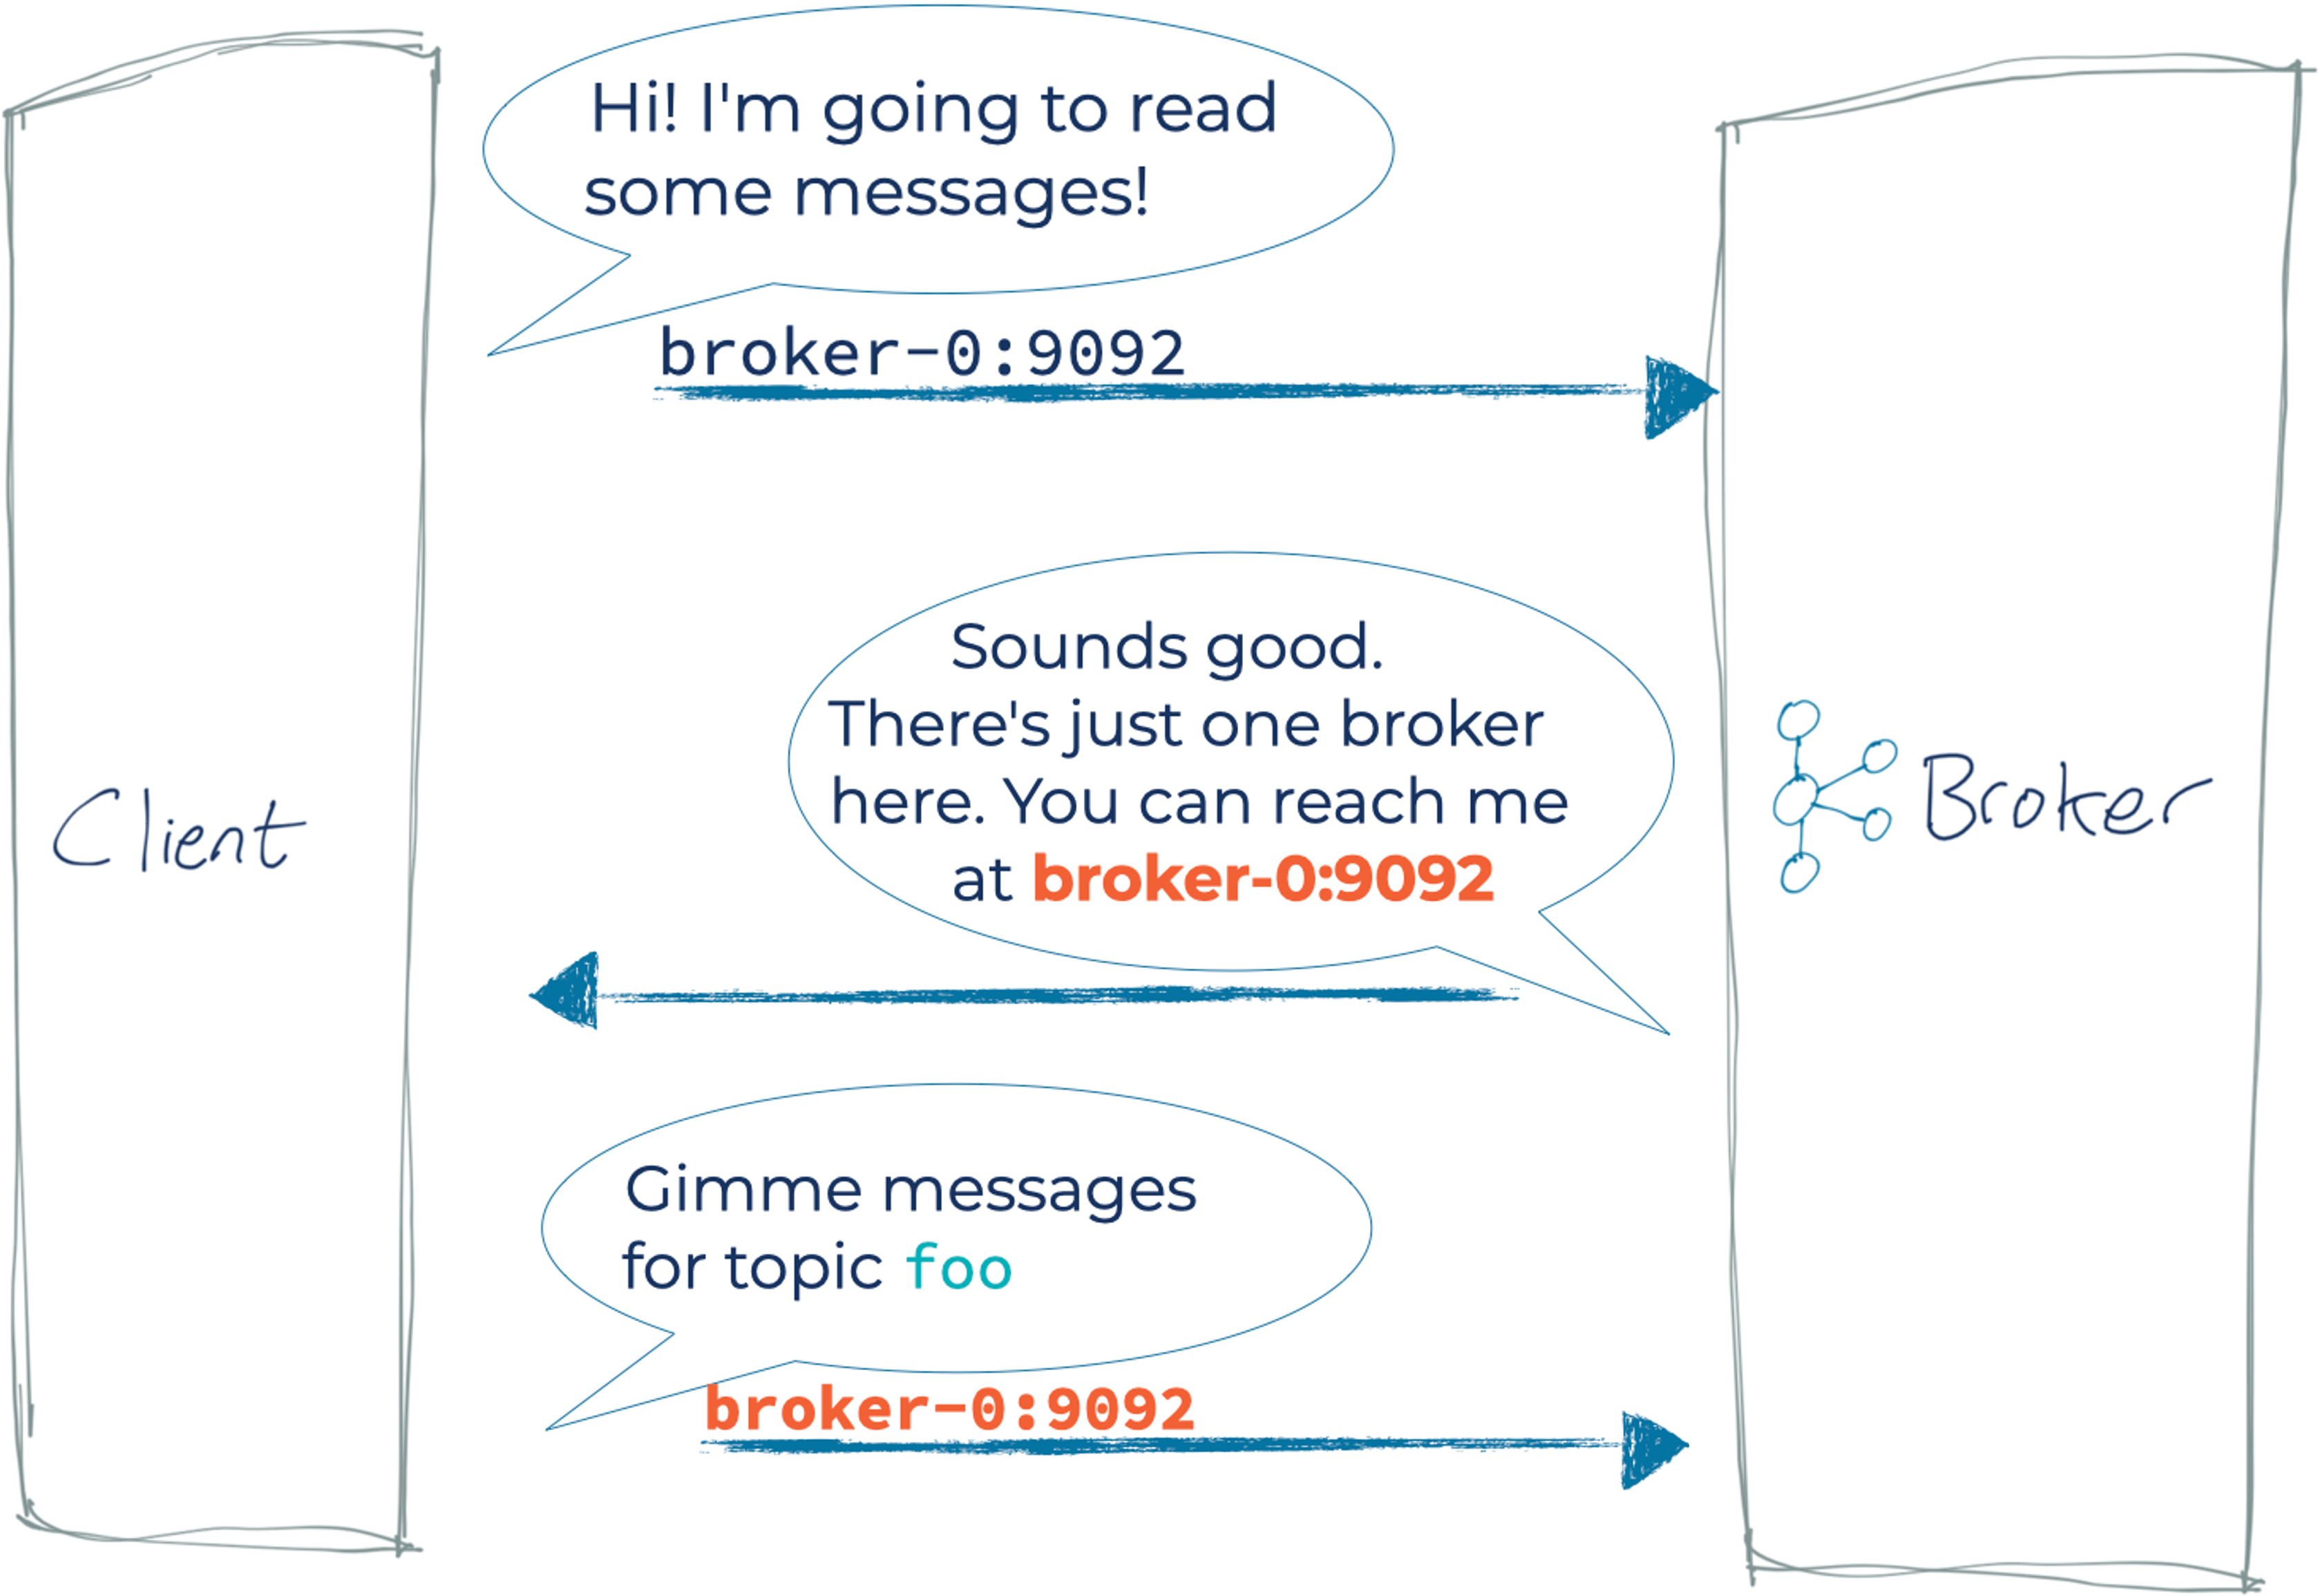 Hi! I'm going to read
some messages!
broker-0:9092
Sounds good.
There's just one broker
here. You can reach me
at broker-0:9092
Client
Broker
Gimme messages
for topic foo
broker-0:9092